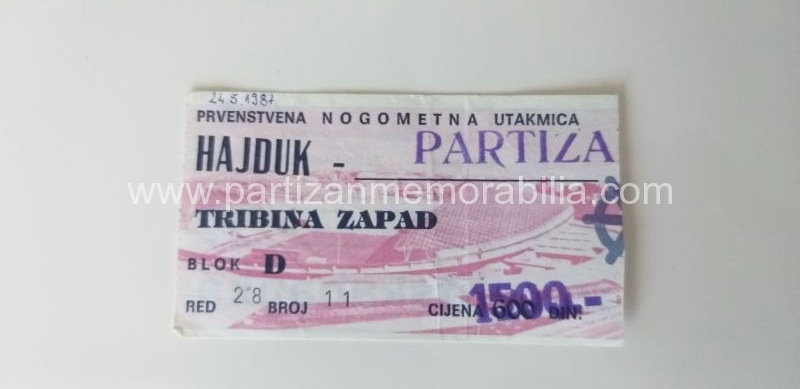 24.5.1987.
PRVENSTVENA NOGOMETNA UTAKMICA
HAJDUK - PARTIZA
www.partizanmemorabilia.com
TRIBINA ZAPAD
BLOK D
RED 28 BROJ 11
CIJENA 600 DIN.
1500.-